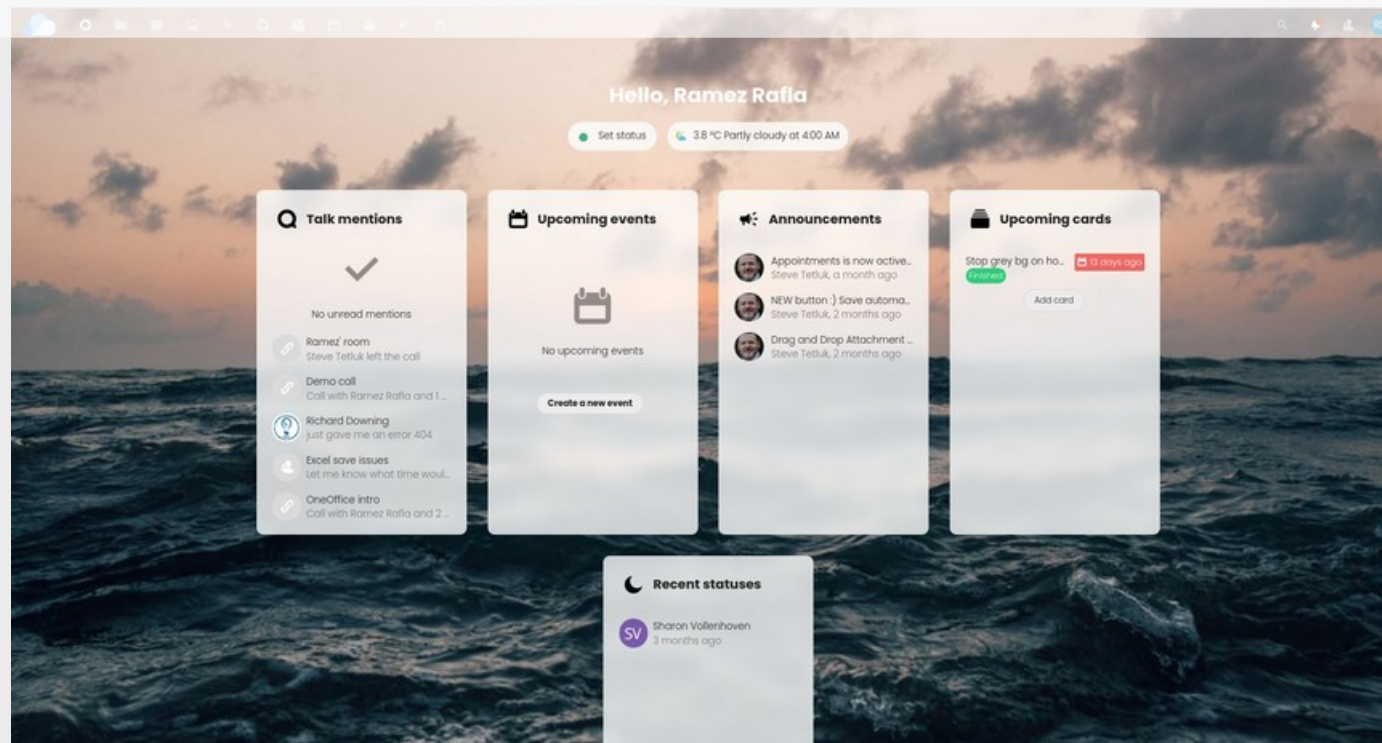 Hello, Ramez Rafla
Set status
3.8 °C Partly cloudy at 4:00 AM
Talk mentions
No unread mentions
Ramez' room
Steve Tetluk left the call
Demo call
Call with Ramez Rafla and 1 ...
Richard Downing
just gave me an error 404
Excel save issues
Let me know what time woul...
OneOffice intro
Call with Ramez Rafla and 2 ...
Upcoming events
No upcoming events
Create a new event
Announcements
Appointments is now active...
Steve Tetluk, a month ago
NEW button :) Save automa...
Steve Tetluk, 2 months ago
Drag and Drop Attachment ...
Steve Tetluk, 2 months ago
Upcoming cards
Stop grey bg on ho... 13 days ago
Finished
Add card
Recent statuses
SV
Sharon Vollenhoven
3 months ago